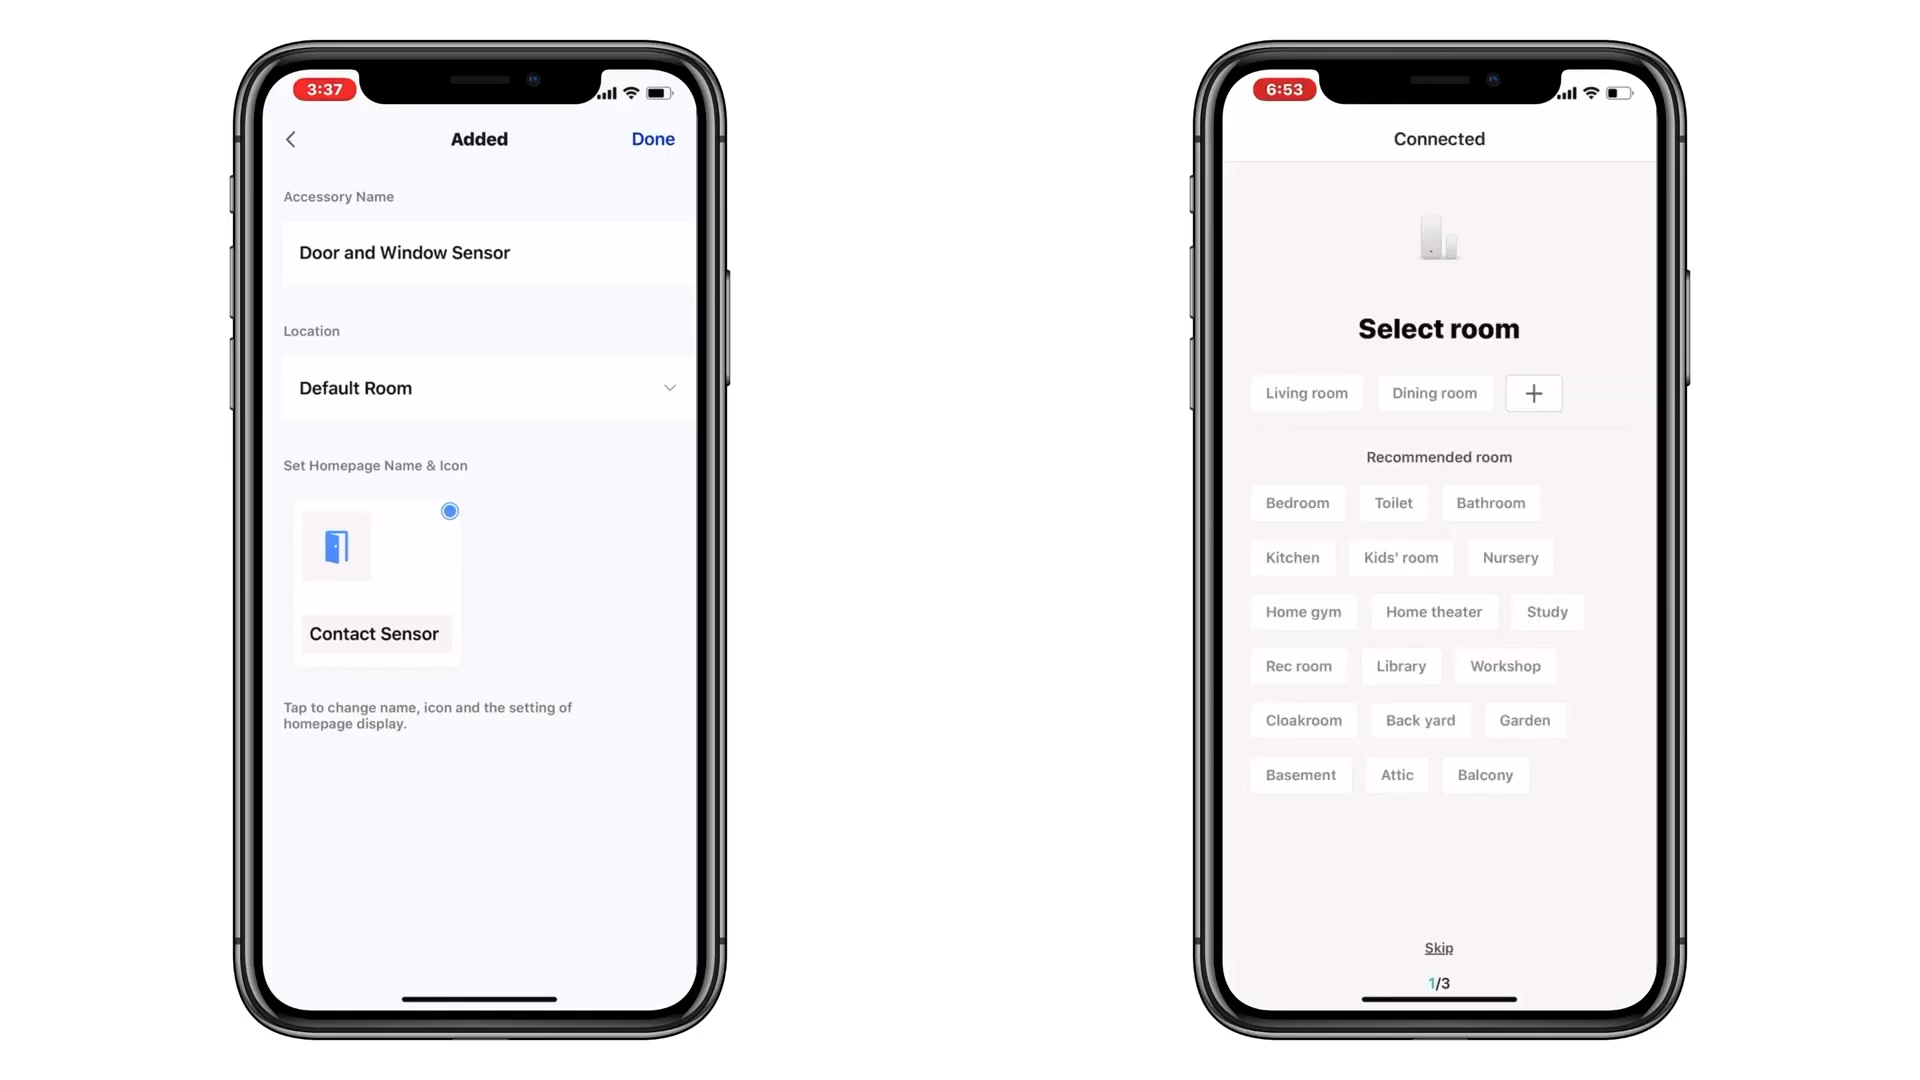 3:37
Added
Done
Accessory Name
Door and Window Sensor
Location
Default Room
Set Homepage Name & Icon
Contact Sensor
Tap to change name, icon and the setting of
homepage display.
6:53
Connected
Select room
Living room
Dining room
+
Recommended room
Bedroom
Toilet
Bathroom
Kitchen
Kids' room
Nursery
Home gym
Home theater
Study
Rec room
Library
Workshop
Cloakroom
Back yard
Garden
Basement
Attic
Balcony
Skip
1/3